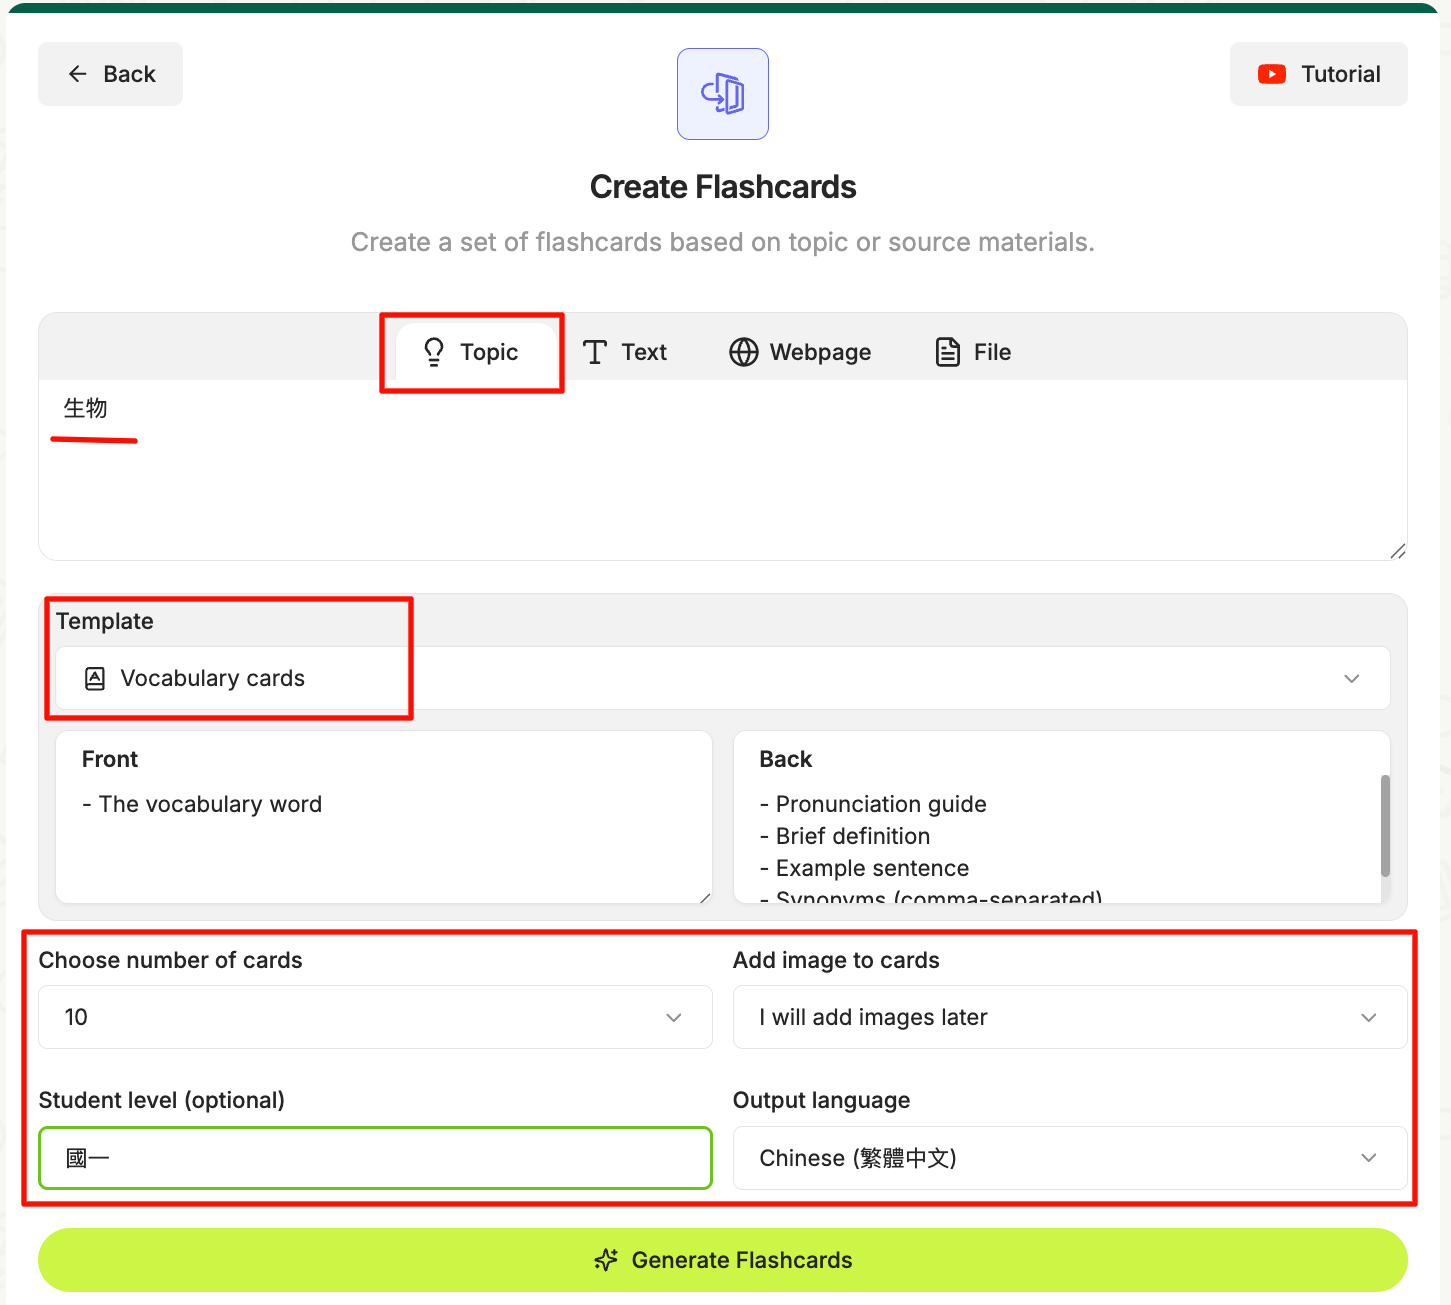 Back
Tutorial
Create Flashcards
Create a set of flashcards based on topic or source materials.
Topic
Text
Webpage
File
生物
Template
Vocabulary cards
Front
- The vocabulary word
Back
- Pronunciation guide
- Brief definition
- Example sentence
- Synonyms (comma-separated)
Choose number of cards
10
Add image to cards
I will add images later
Student level (optional)
國一
Output language
Chinese (繁體中文)
Generate Flashcards